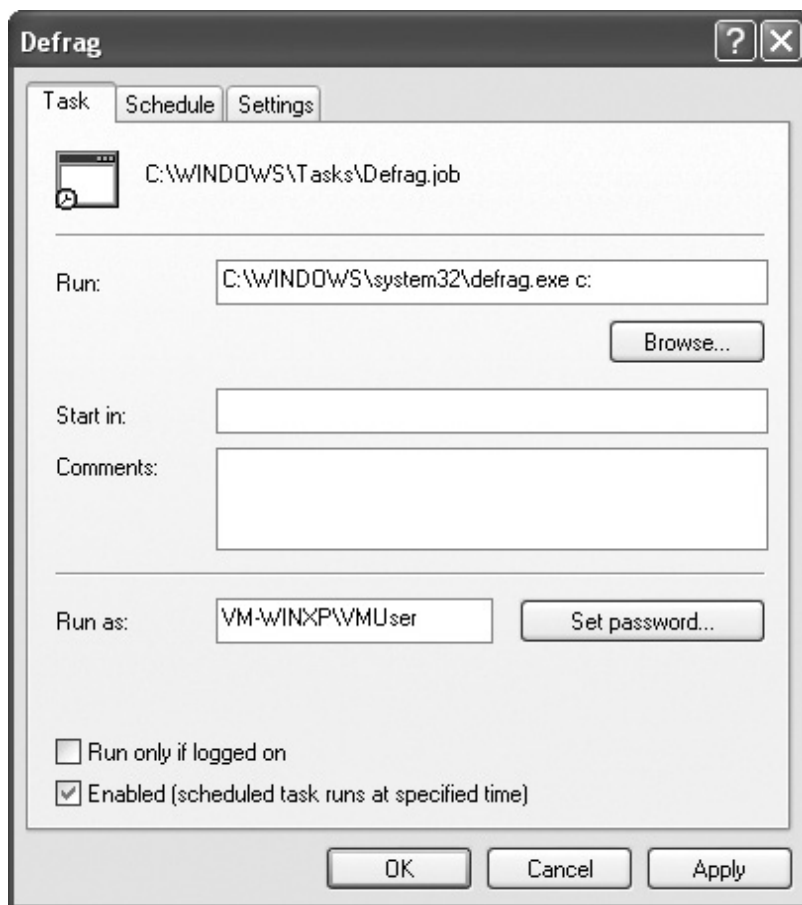 Defrag
Task Schedule Settings
C:\WINDOWS\Tasks\Defrag.job
Run: C:\WINDOWS\system32\defrag.exe c:
Browse...
Start in:
Comments:
Run as: VM-WINXP\VMUser Set password...
Run only if logged on
Enabled (scheduled task runs at specified time)
OK Cancel Apply